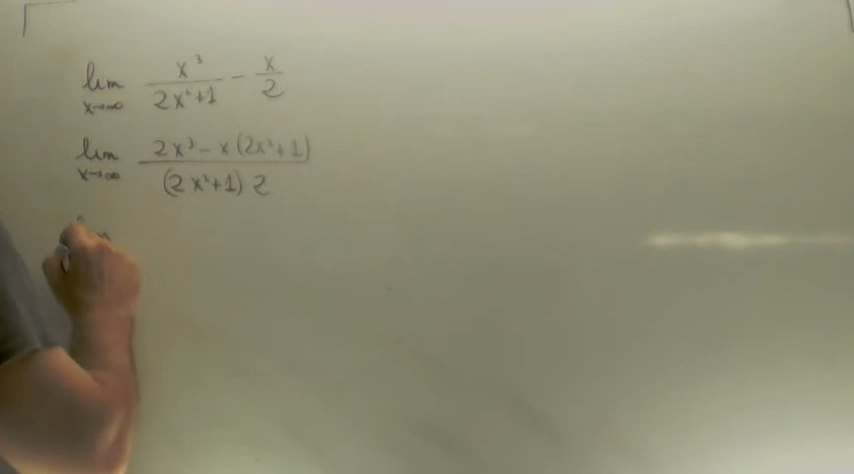 lim x→∞ x³/(2x²+1) - x/2
lim x→∞ (2x³ - x(2x²+1))/((2x²+1) 2)